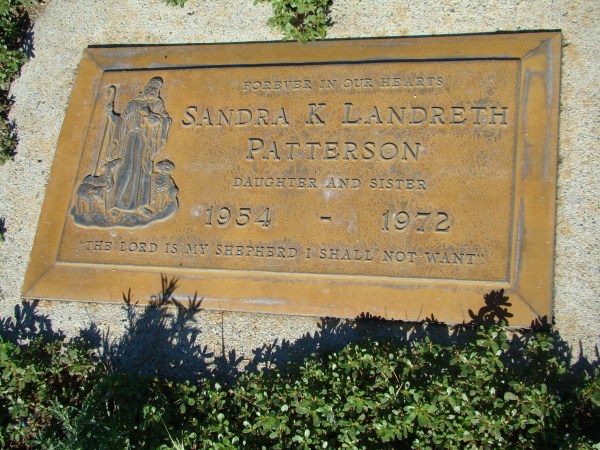 FOREVER IN OUR HEARTS
SANDRA K LANDRETH
PATTERSON
DAUGHTER AND SISTER
1954 - 1972
"THE LORD IS MY SHEPHERD I SHALL NOT WANT"